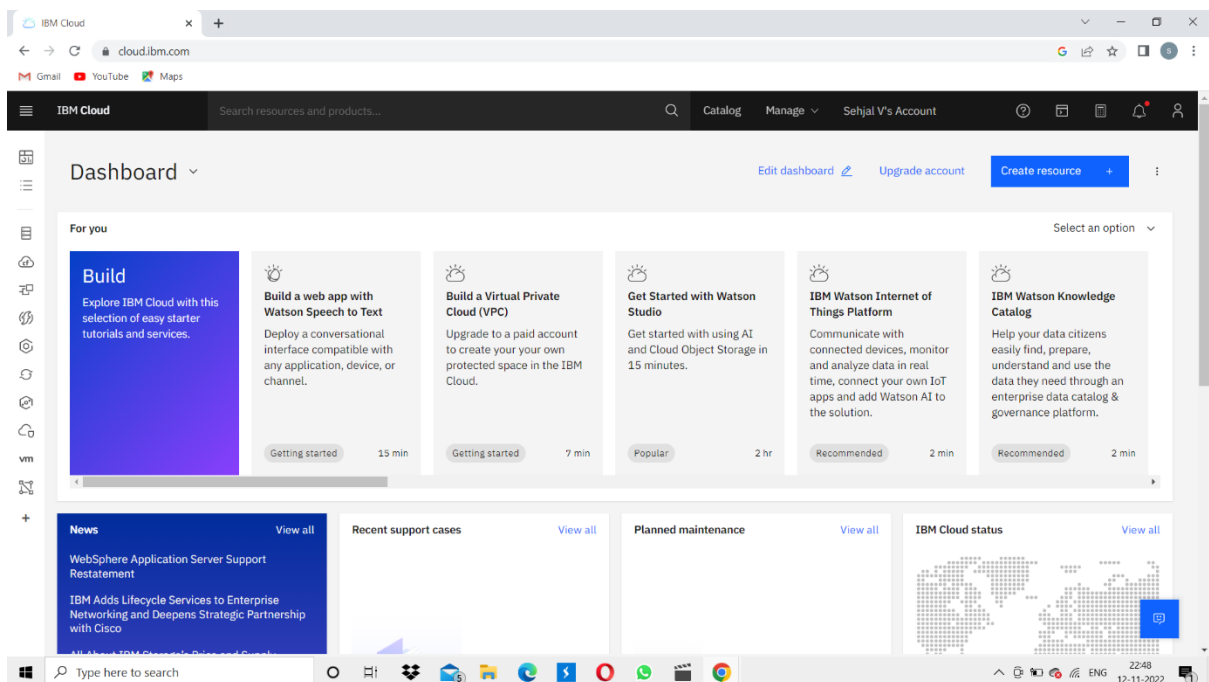 IBM Cloud
cloud.ibm.com
G
S
Gmail
YouTube
Maps
IBM Cloud
Search resources and products...
Catalog
Manage
Sehjal V's Account
Dashboard
Edit dashboard
Upgrade account
Create resource +
For you
Select an option
Build
Explore IBM Cloud with this
selection of easy starter
tutorials and services.
Build a web app with
Watson Speech to Text
Deploy a conversational
interface compatible with
any application, device, or
channel.
Getting started
15 min
Build a Virtual Private
Cloud (VPC)
Upgrade to a paid account
to create your your own
protected space in the IBM
Cloud.
Getting started
7 min
Get Started with Watson
Studio
Get started with using AI
and Cloud Object Storage in
15 minutes.
Popular
2 hr
IBM Watson Internet of
Things Platform
Communicate with
connected devices, monitor
and analyze data in real
time, connect your own IoT
apps and add Watson AI to
the solution.
Recommended
2 min
IBM Watson Knowledge
Catalog
Help your data citizens
easily find, prepare,
understand and use the
data they need through an
enterprise data catalog &
governance platform.
Recommended
2 min
vm
News
View all
WebSphere Application Server Support
Restatement
IBM Adds Lifecycle Services to Enterprise
Networking and Deepens Strategic Partnership
with Cisco
All About IBM Storage's Price and Supply
Recent support cases
View all
Planned maintenance
View all
IBM Cloud status
View all
Type here to search
5
ENG
22:48
12-11-2022
1